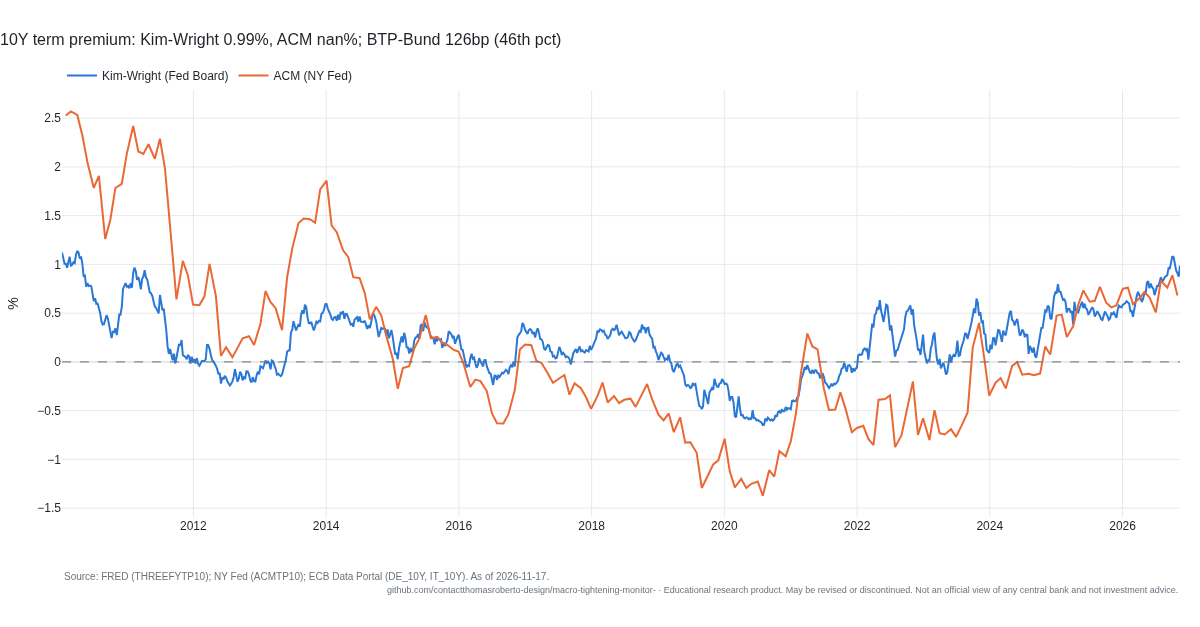 10Y term premium: Kim-Wright 0.99%, ACM nan%; BTP-Bund 126bp (46th pct)
Kim-Wright (Fed Board) ACM (NY Fed)
%
2.5
2
1.5
1
0.5
0
−0.5
−1
−1.5
2012 2014 2016 2018 2020 2022 2024 2026
Source: FRED (THREEFYTP10); NY Fed (ACMTP10); ECB Data Portal (DE_10Y, IT_10Y). As of 2026-11-17.
github.com/contactthomasroberto-design/macro-tightening-monitor- · Educational research product. May be revised or discontinued. Not an official view of any central bank and not investment advice.